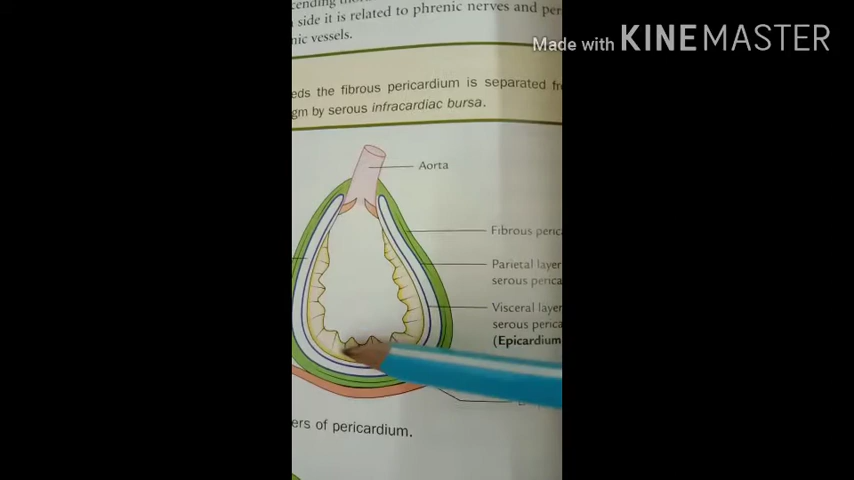 side it is related to phrenic nerves and
nic vessels.
Made with KINEMASTER
eds the fibrous pericardium is separated
gm by serous infracardiac bursa.
Aorta
Fibrous peric
Parietal layer
serous perica
Visceral layer
serous perica
(Epicardium
ers of pericardium.